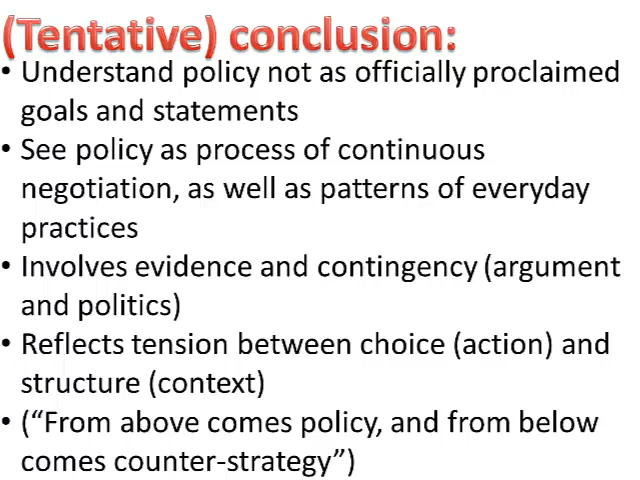 (Tentative) conclusion:
• Understand policy not as officially proclaimed
goals and statements
• See policy as process of continuous
negotiation, as well as patterns of everyday
practices
• Involves evidence and contingency (argument
and politics)
• Reflects tension between choice (action) and
structure (context)
• (“From above comes policy, and from below
comes counter-strategy”)